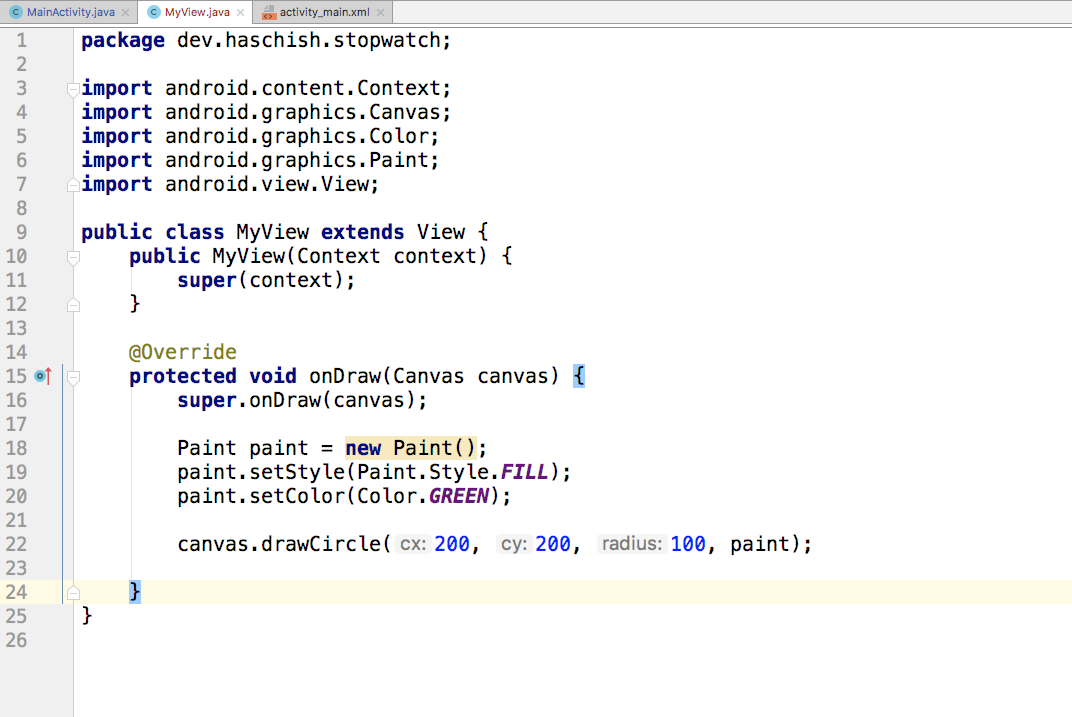 MainActivity.java MyView.java activity_main.xml
1 package dev.haschish.stopwatch;
2
3 import android.content.Context;
4 import android.graphics.Canvas;
5 import android.graphics.Color;
6 import android.graphics.Paint;
7 import android.view.View;
8
9 public class MyView extends View {
10     public MyView(Context context) {
11         super(context);
12     }
13
14     @Override
15     protected void onDraw(Canvas canvas) {
16         super.onDraw(canvas);
17
18         Paint paint = new Paint();
19         paint.setStyle(Paint.Style.FILL);
20         paint.setColor(Color.GREEN);
21
22         canvas.drawCircle( cx: 200, cy: 200, radius: 100, paint);
23
24     }
25 }
26